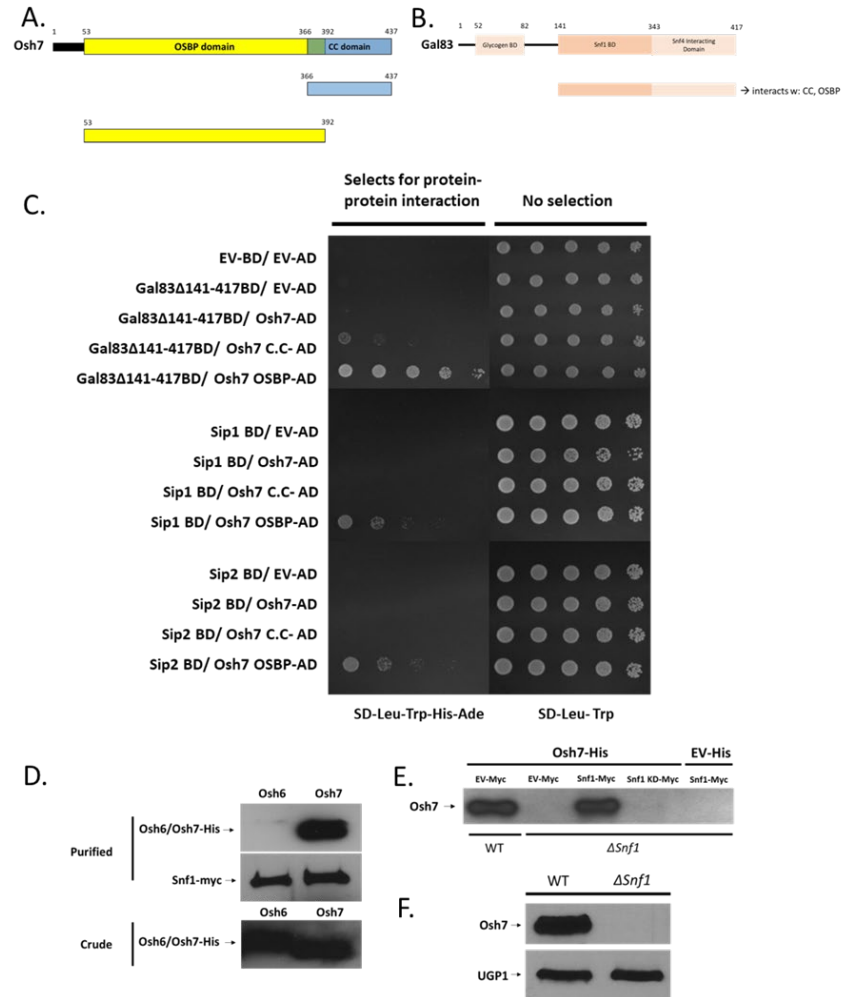 A.
B.
1 53 366 392 437
Osh7 OSBP domain CC domain
366 437
53 392
1 52 82 141 343 417
Gal83 Glycogen BD Snf1 BD Snf4 Interacting Domain
→ interacts w: CC, OSBP
C.
Selects for protein-
protein interaction
No selection
EV-BD/ EV-AD
Gal83Δ141-417BD/ EV-AD
Gal83Δ141-417BD/ Osh7-AD
Gal83Δ141-417BD/ Osh7 C.C- AD
Gal83Δ141-417BD/ Osh7 OSBP-AD
Sip1 BD/ EV-AD
Sip1 BD/ Osh7-AD
Sip1 BD/ Osh7 C.C- AD
Sip1 BD/ Osh7 OSBP-AD
Sip2 BD/ EV-AD
Sip2 BD/ Osh7-AD
Sip2 BD/ Osh7 C.C- AD
Sip2 BD/ Osh7 OSBP-AD
SD-Leu-Trp-His-Ade
SD-Leu- Trp
D.
Osh6 Osh7
Purified
Osh6/Osh7-His →
Snf1-myc →
Osh6 Osh7
Crude
Osh6/Osh7-His →
E.
Osh7-His EV-His
EV-Myc EV-Myc Snf1-Myc Snf1 KD-Myc Snf1-Myc
Osh7 →
WT ΔSnf1
F.
WT ΔSnf1
Osh7 →
UGP1 →